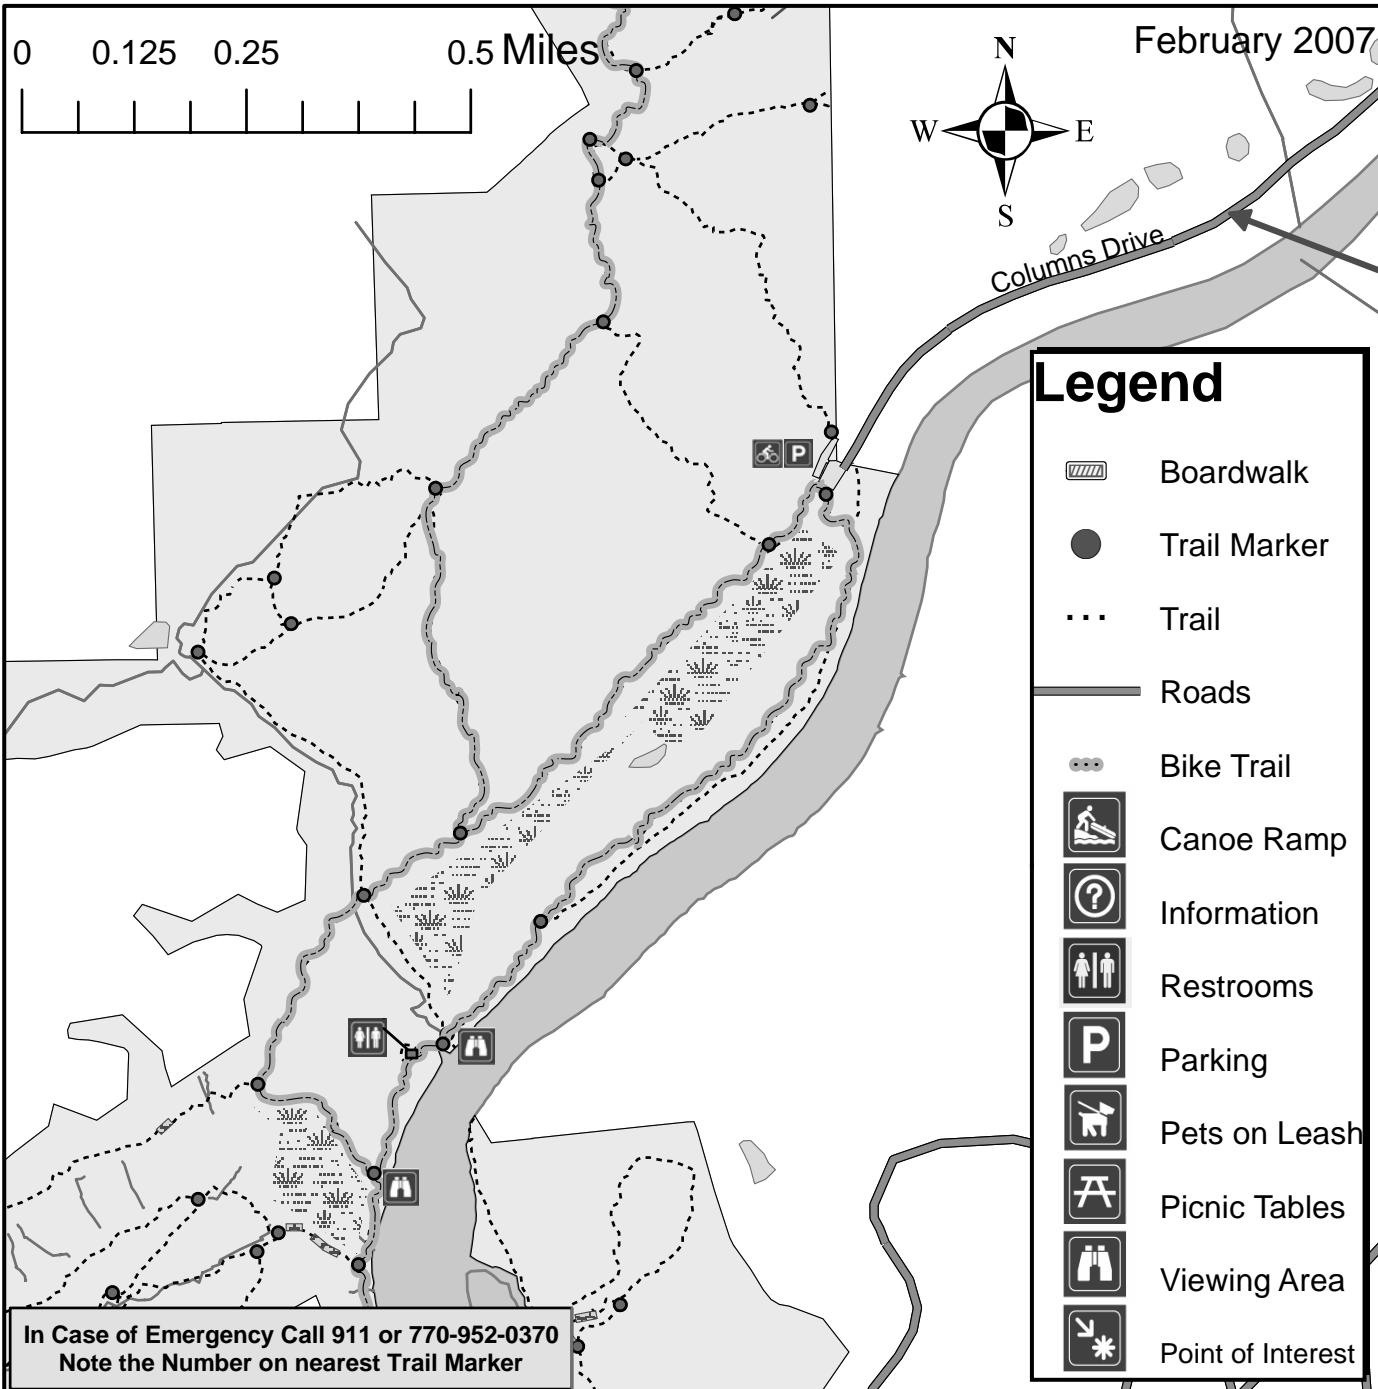 0 0.125 0.25 0.5 Miles
February 2007
N
W E
S
Columns Drive
P
Legend
Boardwalk
Trail Marker
Trail
Roads
Bike Trail
Canoe Ramp
? Information
Restrooms
P Parking
Pets on Leash
Picnic Tables
Viewing Area
Point of Interest
In Case of Emergency Call 911 or 770-952-0370
Note the Number on nearest Trail Marker